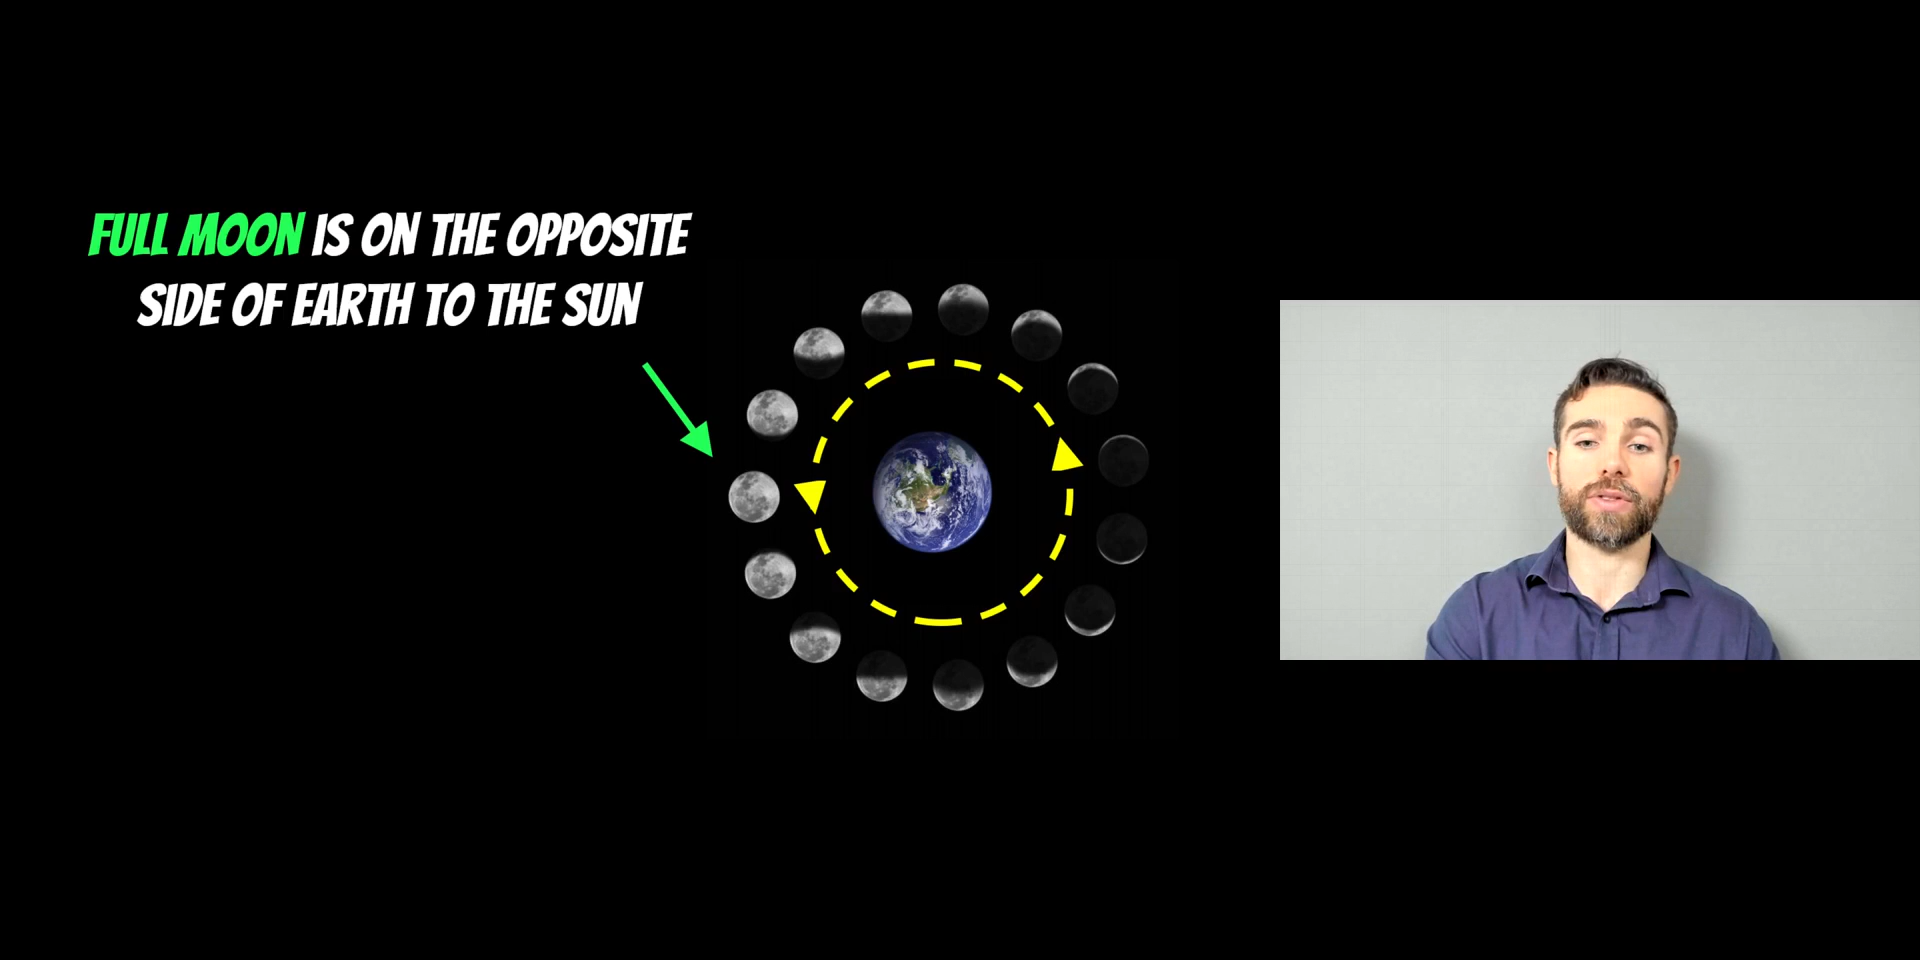 FULL MOON IS ON THE OPPOSITE
SIDE OF EARTH TO THE SUN